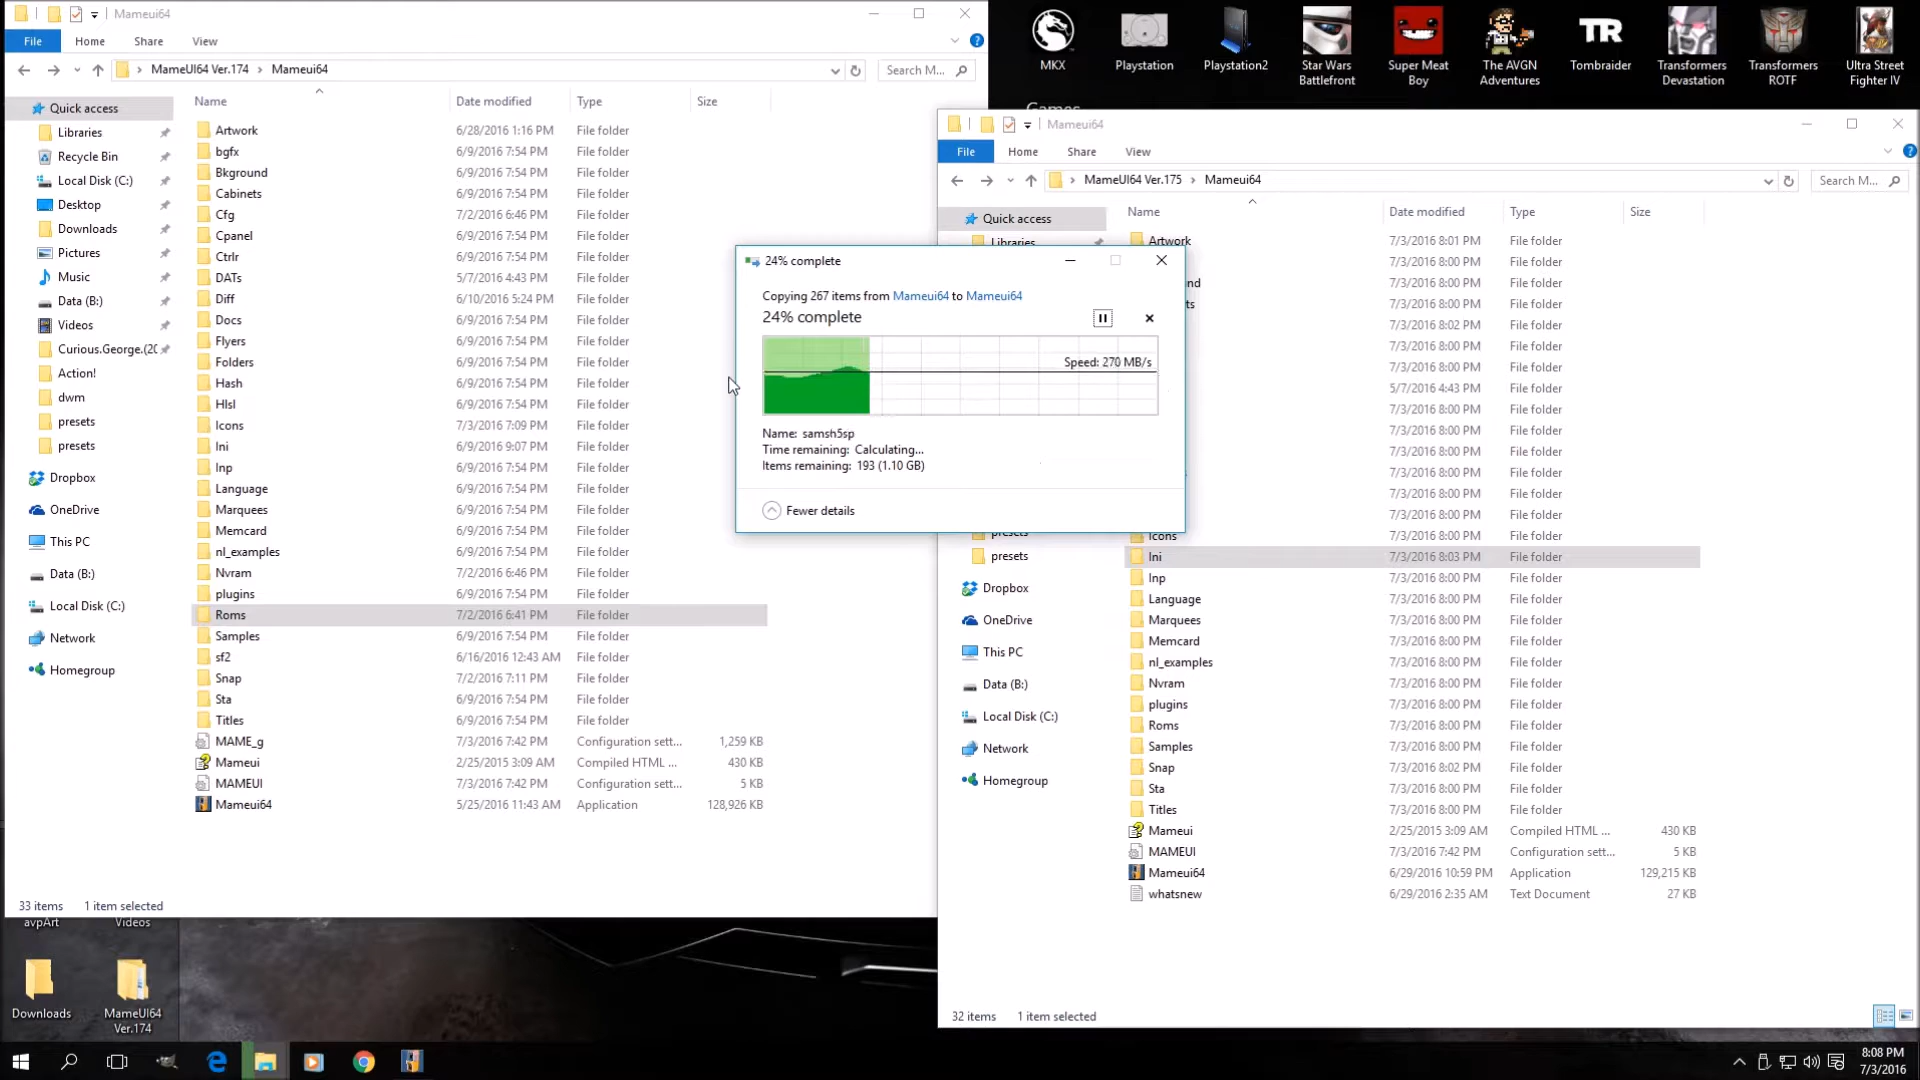 Mameui64
File Home Share View
MameUI64 Ver.174 > Mameui64
Search M...
Name Date modified Type Size
Quick access
Libraries
Recycle Bin
Local Disk (C:)
Desktop
Downloads
Pictures
Music
Data (B:)
Videos
Curious.George.(20
Action!
dwm
presets
presets
Dropbox
OneDrive
This PC
Data (B:)
Local Disk (C:)
Network
Homegroup
Artwork 6/28/2016 1:16 PM File folder
bgfx 6/9/2016 7:54 PM File folder
Bkground 6/9/2016 7:54 PM File folder
Cabinets 6/9/2016 7:54 PM File folder
Cfg 7/2/2016 6:46 PM File folder
Cpanel 6/9/2016 7:54 PM File folder
Ctrlr 6/9/2016 7:54 PM File folder
DATs 5/7/2016 4:43 PM File folder
Diff 6/10/2016 5:24 PM File folder
Docs 6/9/2016 7:54 PM File folder
Flyers 6/9/2016 7:54 PM File folder
Folders 6/9/2016 7:54 PM File folder
Hash 6/9/2016 7:54 PM File folder
Hlsl 6/9/2016 7:54 PM File folder
Icons 7/3/2016 7:09 PM File folder
Ini 6/9/2016 9:07 PM File folder
Inp 6/9/2016 7:54 PM File folder
Language 6/9/2016 7:54 PM File folder
Marquees 6/9/2016 7:54 PM File folder
Memcard 6/9/2016 7:54 PM File folder
nl_examples 6/9/2016 7:54 PM File folder
Nvram 7/2/2016 6:46 PM File folder
plugins 6/9/2016 7:54 PM File folder
Roms 7/2/2016 6:41 PM File folder
Samples 6/9/2016 7:54 PM File folder
sf2 6/16/2016 12:43 AM File folder
Snap 7/2/2016 7:11 PM File folder
Sta 6/9/2016 7:54 PM File folder
Titles 6/9/2016 7:54 PM File folder
MAME_g 7/3/2016 7:42 PM Configuration sett... 1,259 KB
Mameui 2/25/2015 3:09 AM Compiled HTML ... 430 KB
MAMEUI 7/3/2016 7:42 PM Configuration sett... 5 KB
Mameui64 5/25/2016 11:43 AM Application 128,926 KB
33 items 1 item selected
MKX
Playstation
Playstation2
Star Wars
Battlefront
Super Meat
Boy
The AVGN
Adventures
TR
Tombraider
Transformers
Devastation
Transformers
ROTF
Ultra Street
Fighter IV
Games
Mameui64
File Home Share View
MameUI64 Ver.175 > Mameui64
Search M...
Name Date modified Type Size
Quick access
Libraries
presets
presets
Dropbox
OneDrive
This PC
Data (B:)
Local Disk (C:)
Network
Homegroup
Artwork 7/3/2016 8:01 PM File folder
7/3/2016 8:00 PM File folder
nd 7/3/2016 8:00 PM File folder
ts 7/3/2016 8:00 PM File folder
7/3/2016 8:02 PM File folder
7/3/2016 8:00 PM File folder
7/3/2016 8:00 PM File folder
5/7/2016 4:43 PM File folder
7/3/2016 8:00 PM File folder
7/3/2016 8:00 PM File folder
7/3/2016 8:00 PM File folder
7/3/2016 8:00 PM File folder
7/3/2016 8:00 PM File folder
7/3/2016 8:00 PM File folder
Icons 7/3/2016 8:00 PM File folder
Ini 7/3/2016 8:03 PM File folder
Inp 7/3/2016 8:00 PM File folder
Language 7/3/2016 8:00 PM File folder
Marquees 7/3/2016 8:00 PM File folder
Memcard 7/3/2016 8:00 PM File folder
nl_examples 7/3/2016 8:00 PM File folder
Nvram 7/3/2016 8:00 PM File folder
plugins 7/3/2016 8:00 PM File folder
Roms 7/3/2016 8:00 PM File folder
Samples 7/3/2016 8:00 PM File folder
Snap 7/3/2016 8:02 PM File folder
Sta 7/3/2016 8:00 PM File folder
Titles 7/3/2016 8:00 PM File folder
Mameui 2/25/2015 3:09 AM Compiled HTML ... 430 KB
MAMEUI 7/3/2016 7:42 PM Configuration sett... 5 KB
Mameui64 6/29/2016 10:59 PM Application 129,215 KB
whatsnew 6/29/2016 2:35 AM Text Document 27 KB
32 items 1 item selected
24% complete
Copying 267 items from Mameui64 to Mameui64
24% complete
Speed: 270 MB/s
Name: samsh5sp
Time remaining: Calculating...
Items remaining: 193 (1.10 GB)
Fewer details
avpArt
Videos
Downloads
MameUI64
Ver.174
8:08 PM
7/3/2016